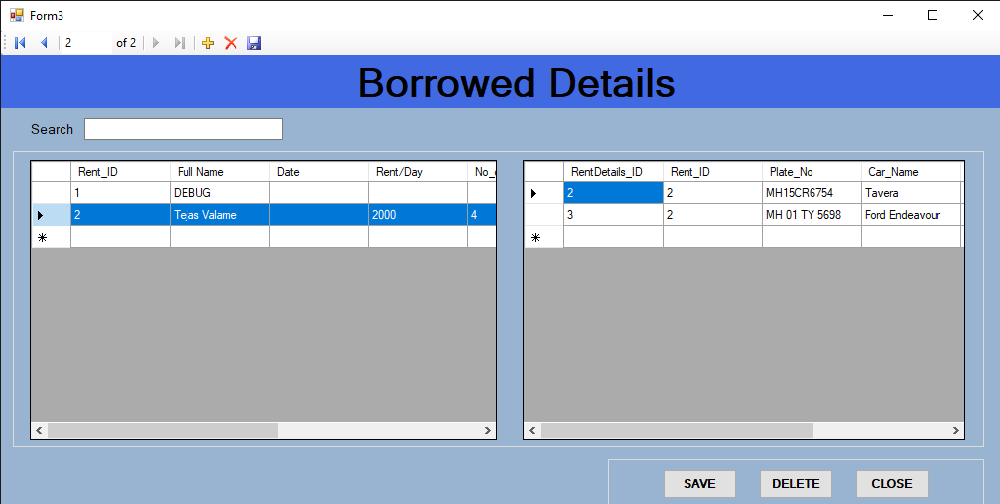 Form3
2 of 2
Borrowed Details
Search
Rent_ID Full Name Date Rent/Day
1 DEBUG
2 Tejas Valame 2000 4
RentDetails_ID Rent_ID Plate_No Car_Name
2 2 MH15CR6754 Tavera
3 2 MH 01 TY 5698 Ford Endeavour
SAVE DELETE CLOSE